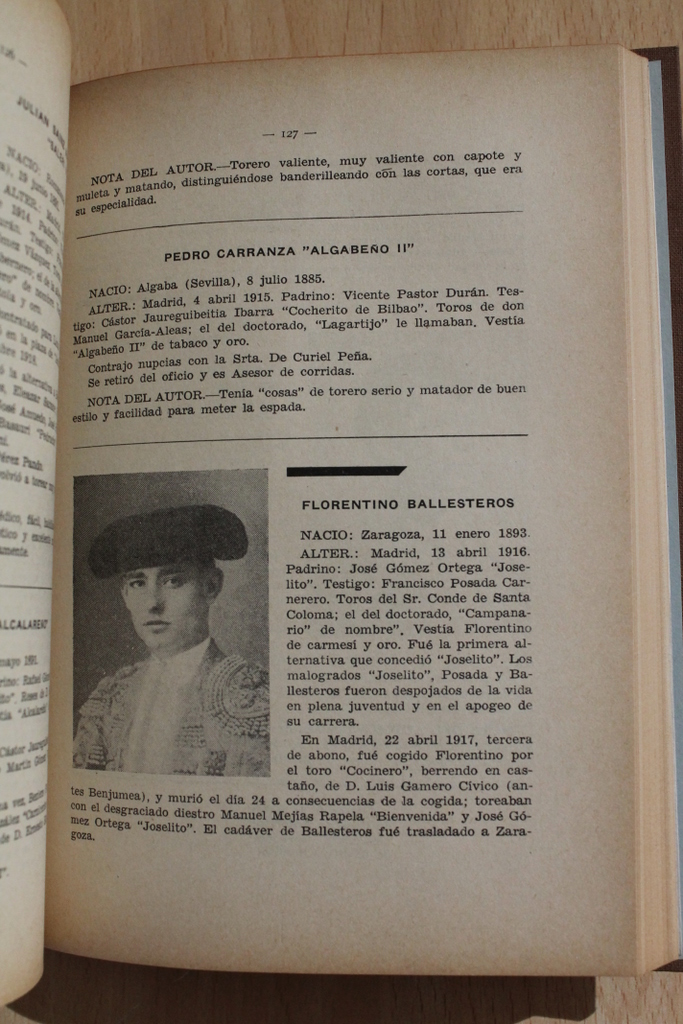 — 127 —
NOTA DEL AUTOR.—Torero valiente, muy valiente con capote y
muleta y matando, distinguiéndose banderilleando con las cortas, que era
su especialidad.
PEDRO CARRANZA "ALGABEÑO II"
NACIO: Algaba (Sevilla), 8 julio 1885.
ALTER.: Madrid, 4 abril 1915. Padrino: Vicente Pastor Durán. Tes-
tigo: Cástor Jaureguibeitia Ibarra "Cocherito de Bilbao". Toros de don
Manuel García-Aleas; el del doctorado, "Lagartijo" le llamaban. Vestía
"Algabeño II" de tabaco y oro.
Contrajo nupcias con la Srta. De Curiel Peña.
Se retiró del oficio y es Asesor de corridas.
NOTA DEL AUTOR.—Tenía "cosas" de torero serio y matador de buen
estilo y facilidad para meter la espada.
FLORENTINO BALLESTEROS
NACIO: Zaragoza, 11 enero 1893.
ALTER.: Madrid, 13 abril 1916.
Padrino: José Gómez Ortega "Jose-
lito". Testigo: Francisco Posada Car-
nerero. Toros del Sr. Conde de Santa
Coloma; el del doctorado, "Campana-
rio" de nombre". Vestía Florentino
de carmesí y oro. Fué la primera al-
ternativa que concedió "Joselito". Los
malogrados "Joselito", Posada y Ba-
llesteros fueron despojados de la vida
en plena juventud y en el apogeo de
su carrera.
En Madrid, 22 abril 1917, tercera
de abono, fué cogido Florentino por
el toro "Cocinero", berrendo en cas-
taño, de D. Luis Gamero Cívico (an-
tes Benjumea), y murió el día 24 a consecuencias de la cogida; toreaban
con el desgraciado diestro Manuel Mejías Rapela "Bienvenida" y José Gó-
mez Ortega "Joselito". El cadáver de Ballesteros fué trasladado a Zara-
goza.